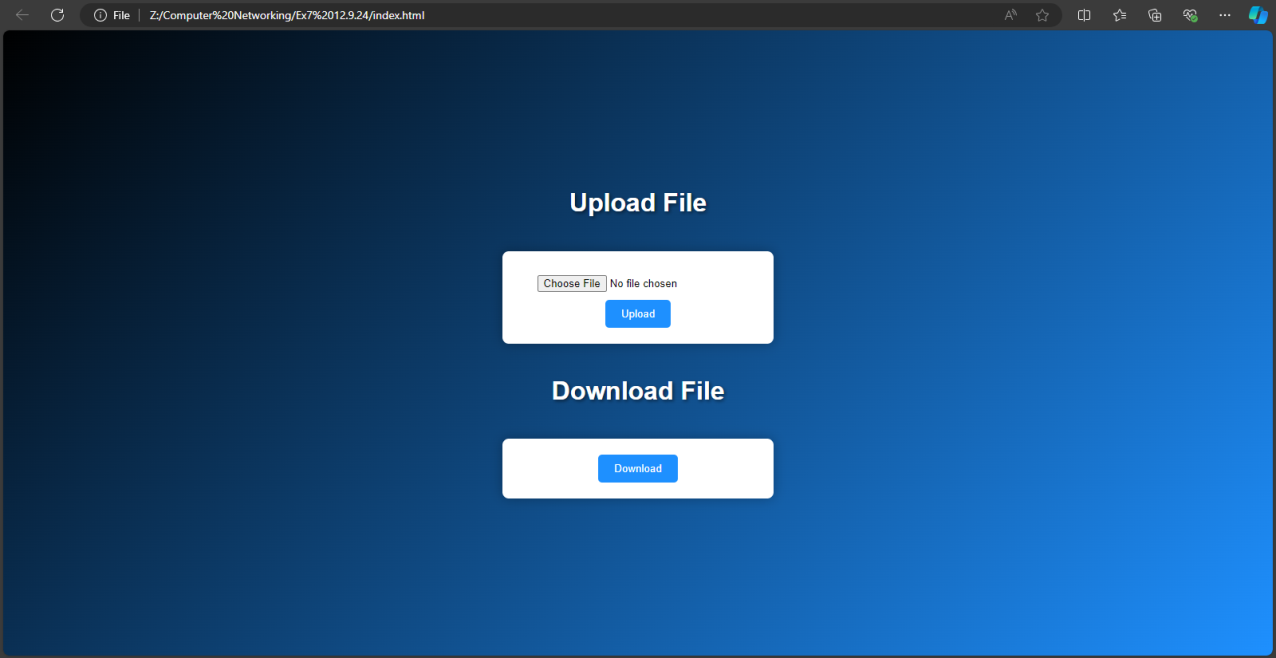 File Z:/Computer%20Networking/Ex7%2012.9.24/index.html
Upload File
Choose File No file chosen
Upload
Download File
Download